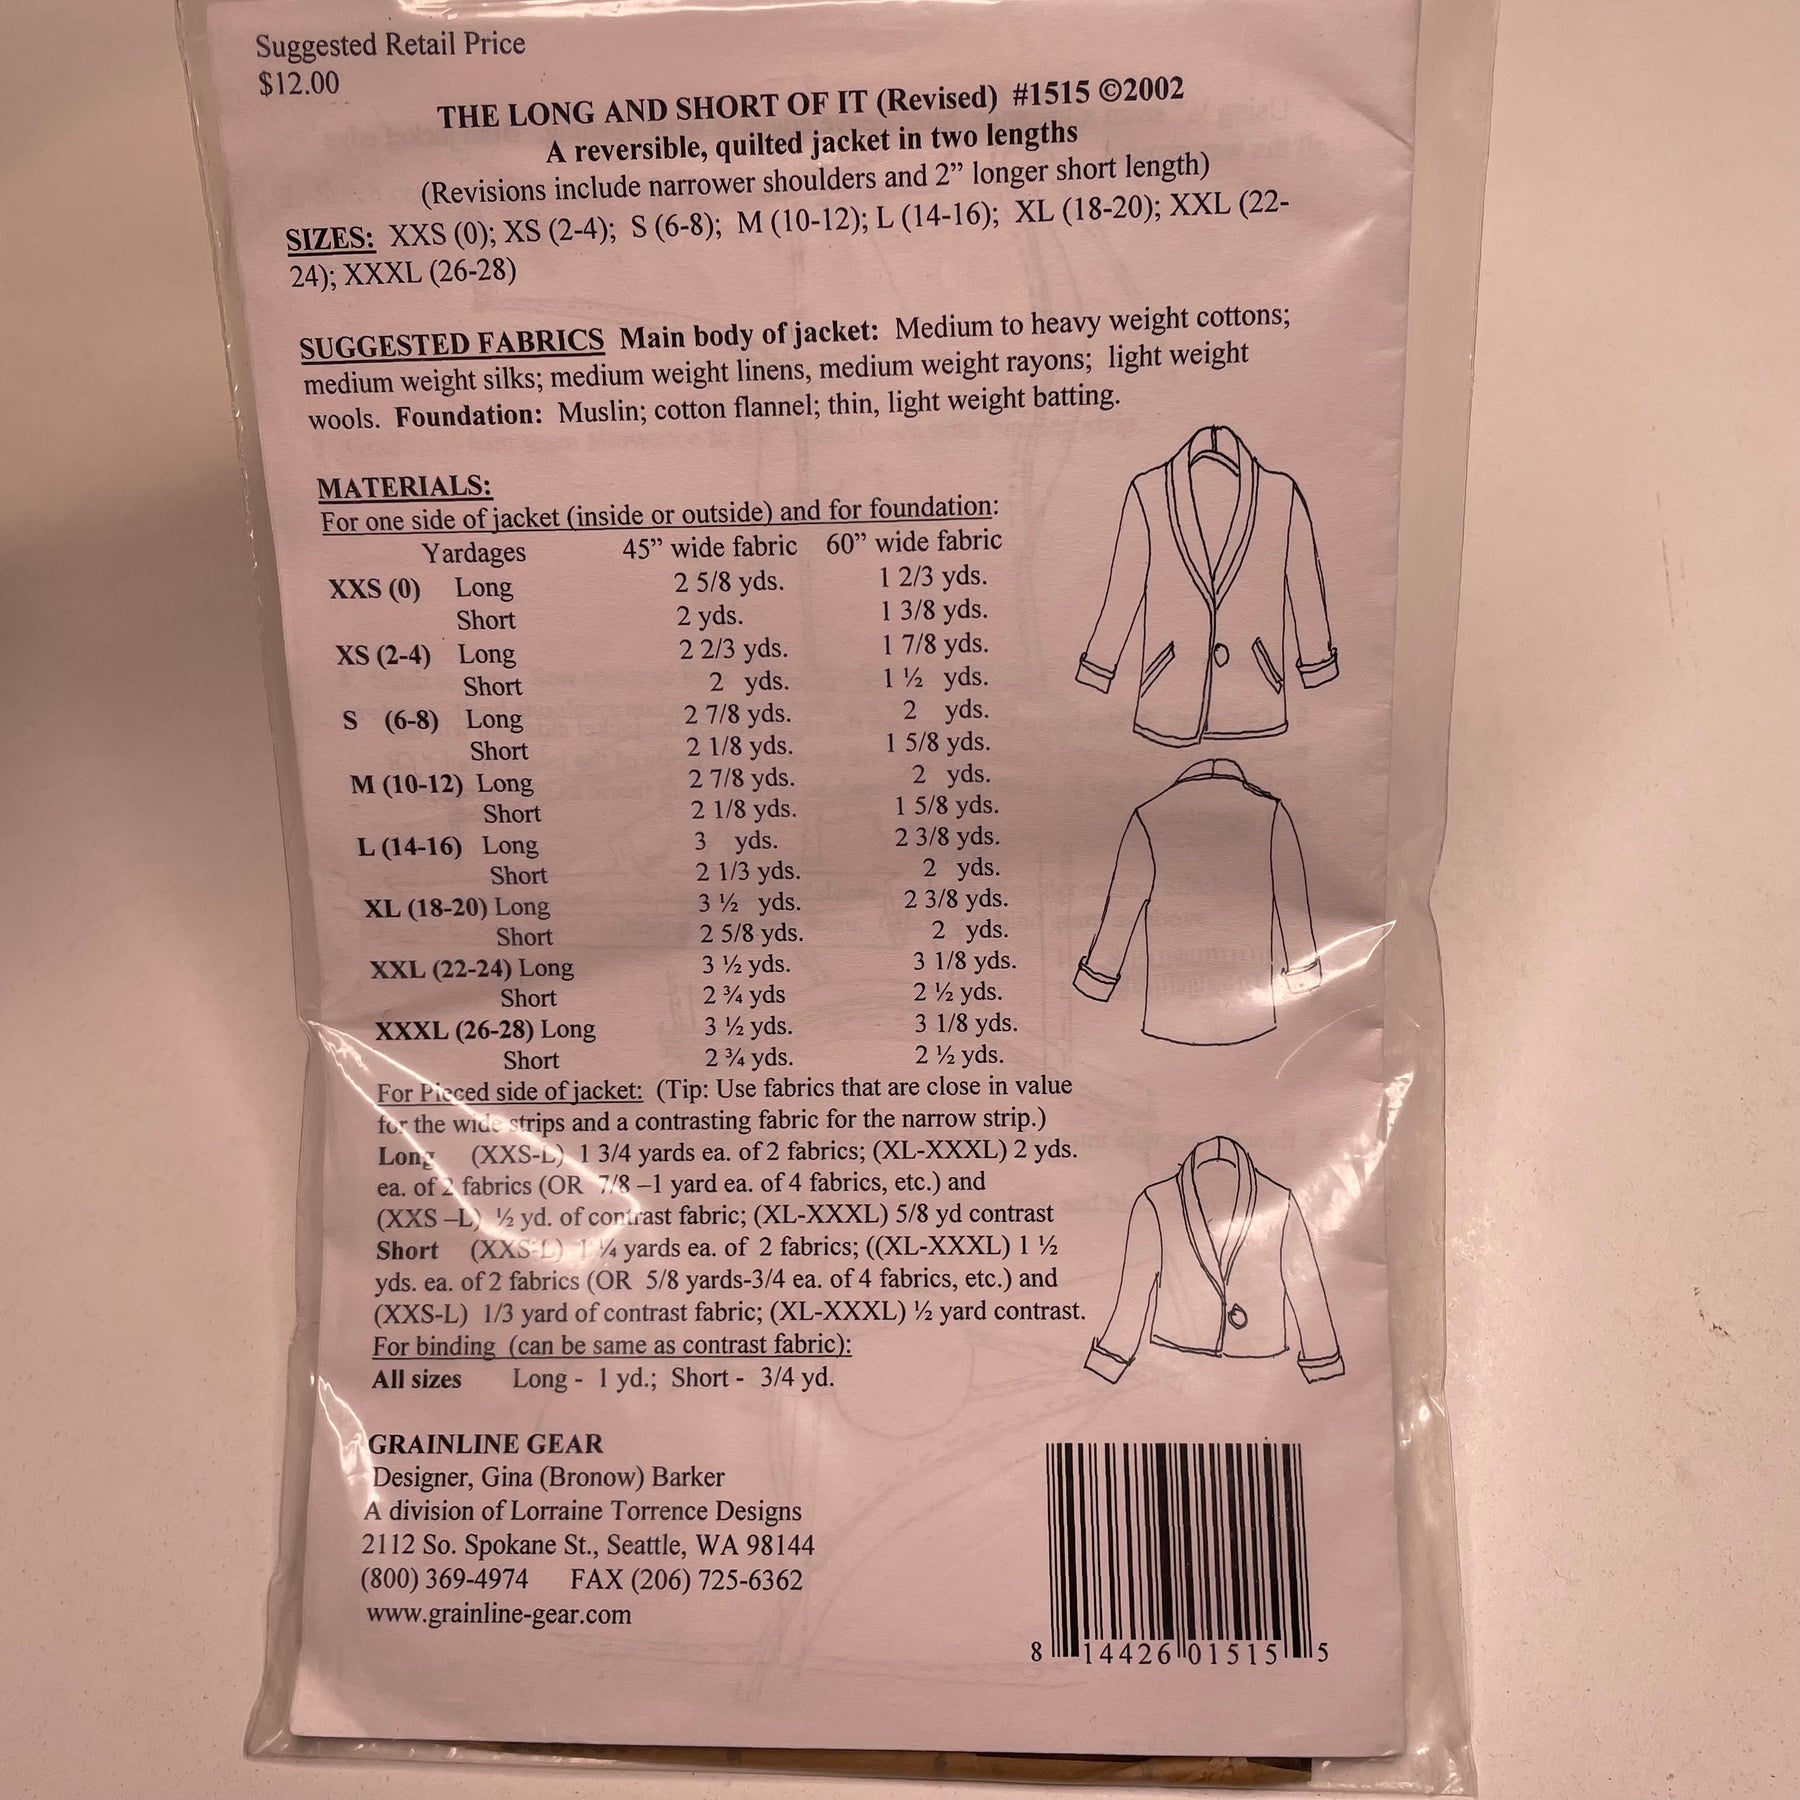 Suggested Retail Price
$12.00
THE LONG AND SHORT OF IT (Revised) #1515 ©2002
A reversible, quilted jacket in two lengths
(Revisions include narrower shoulders and 2” longer short length)
SIZES: XXS (0); XS (2-4); S (6-8); M (10-12); L (14-16); XL (18-20); XXL (22-
24); XXXL (26-28)
SUGGESTED FABRICS Main body of jacket: Medium to heavy weight cottons;
medium weight silks; medium weight linens, medium weight rayons; light weight
wools. Foundation: Muslin; cotton flannel; thin, light weight batting.
MATERIALS:
For one side of jacket (inside or outside) and for foundation:
Yardages 45” wide fabric 60” wide fabric
XXS (0) Long 2 5/8 yds. 1 2/3 yds.
Short 2 yds. 1 3/8 yds.
XS (2-4) Long 2 2/3 yds. 1 7/8 yds.
Short 2 yds. 1 ½ yds.
S (6-8) Long 2 7/8 yds. 2 yds.
Short 2 1/8 yds. 1 5/8 yds.
M (10-12) Long 2 7/8 yds. 2 yds.
Short 2 1/8 yds. 1 5/8 yds.
L (14-16) Long 3 yds. 2 3/8 yds.
Short 2 1/3 yds. 2 yds.
XL (18-20) Long 3 ½ yds. 2 3/8 yds.
Short 2 5/8 yds. 2 yds.
XXL (22-24) Long 3 ½ yds. 3 1/8 yds.
Short 2 ¾ yds 2 ½ yds.
XXXL (26-28) Long 3 ½ yds. 3 1/8 yds.
Short 2 ¾ yds. 2 ½ yds.
For Pieced side of jacket: (Tip: Use fabrics that are close in value
for the wide strips and a contrasting fabric for the narrow strip.)
Long (XXS-L) 1 3/4 yards ea. of 2 fabrics; (XL-XXXL) 2 yds.
ea. of 2 fabrics (OR 7/8 –1 yard ea. of 4 fabrics, etc.) and
(XXS –L) ½ yd. of contrast fabric; (XL-XXXL) 5/8 yd contrast
Short (XXS-L) 1 ¼ yards ea. of 2 fabrics; ((XL-XXXL) 1 ½
yds. ea. of 2 fabrics (OR 5/8 yards-3/4 ea. of 4 fabrics, etc.) and
(XXS-L) 1/3 yard of contrast fabric; (XL-XXXL) ½ yard contrast.
For binding (can be same as contrast fabric):
All sizes Long - 1 yd.; Short - 3/4 yd.
GRAINLINE GEAR
Designer, Gina (Bronow) Barker
A division of Lorraine Torrence Designs
2112 So. Spokane St., Seattle, WA 98144
(800) 369-4974 FAX (206) 725-6362
www.grainline-gear.com
8 14426 01515 5